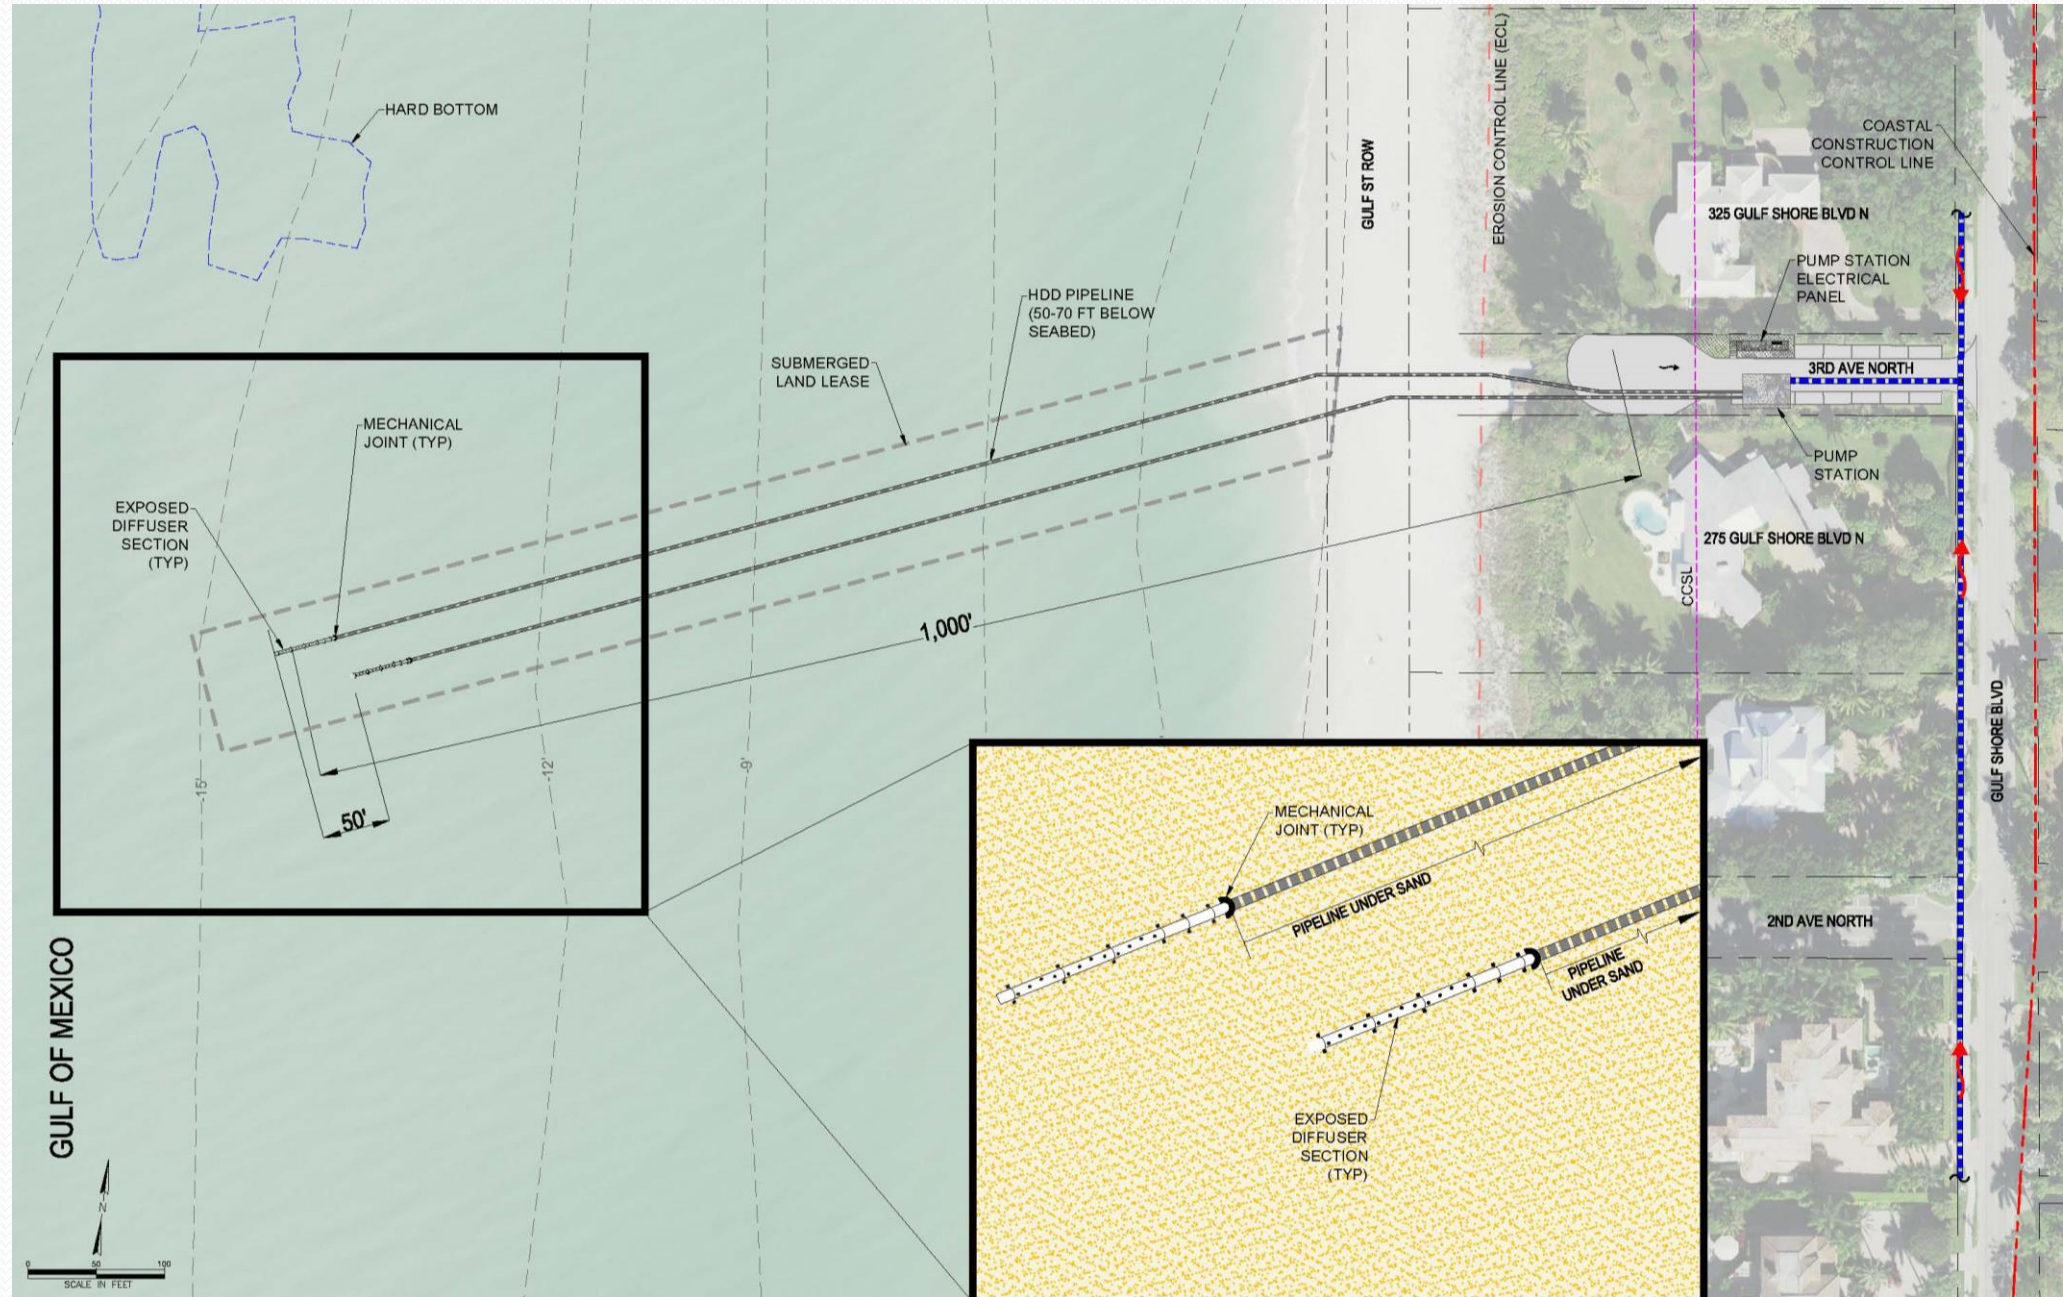 HARD BOTTOM
GULF ST ROW
EROSION CONTROL LINE (ECL)
COASTAL
CONSTRUCTION
CONTROL LINE
325 GULF SHORE BLVD N
PUMP STATION
ELECTRICAL
PANEL
HDD PIPELINE
(50-70 FT BELOW
SEABED)
SUBMERGED
LAND LEASE
3RD AVE NORTH
MECHANICAL
JOINT (TYP)
PUMP
STATION
EXPOSED
DIFFUSER
SECTION
(TYP)
275 GULF SHORE BLVD N
CCSL
1,000'
GULF SHORE BLVD
-15'
-12'
-9'
50'
MECHANICAL
JOINT (TYP)
PIPELINE UNDER SAND
PIPELINE
UNDER SAND
2ND AVE NORTH
GULF OF MEXICO
EXPOSED
DIFFUSER
SECTION
(TYP)
N
0 50 100
SCALE IN FEET